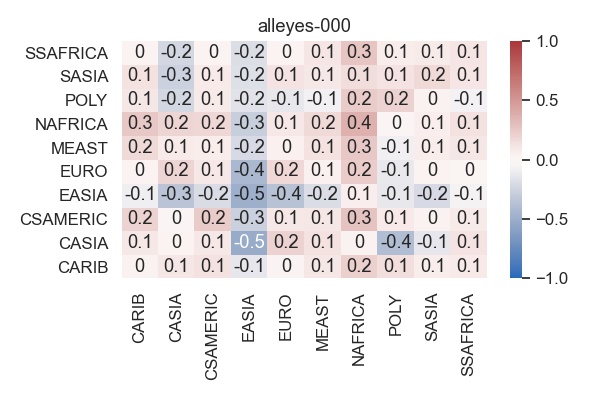 alleyes-000
SSAFRICA 0 -0.2 0 -0.2 0 0.1 0.3 0.1 0.1 0.1
SASIA 0.1 -0.3 0.1 -0.2 0.1 0.1 0.1 0.1 0.2 0.1
POLY 0.1 -0.2 0.1 -0.2 -0.1 -0.1 0.2 0.2 0 -0.1
NAFRICA 0.3 0.2 0.2 -0.3 0.1 0.2 0.4 0 0.1 0.1
MEAST 0.2 0.1 0.1 -0.2 0 0.1 0.3 -0.1 0.1 0.1
EURO 0 0.2 0.1 -0.4 0.2 0.1 0.2 -0.1 0 0
EASIA -0.1 -0.3 -0.2 -0.5 -0.4 -0.2 0.1 -0.1 -0.2 -0.1
CSAMERIC 0.2 0 0.2 -0.3 0.1 0.1 0.3 0.1 0 0.1
CASIA 0.1 0 0.1 -0.5 0.2 0.1 0 -0.4 -0.1 0.1
CARIB 0 0.1 0.1 -0.1 0 0.1 0.2 0.1 0.1 0.1
CARIB CASIA CSAMERIC EASIA EURO MEAST NAFRICA POLY SASIA SSAFRICA
1.0
0.5
0.0
−0.5
−1.0